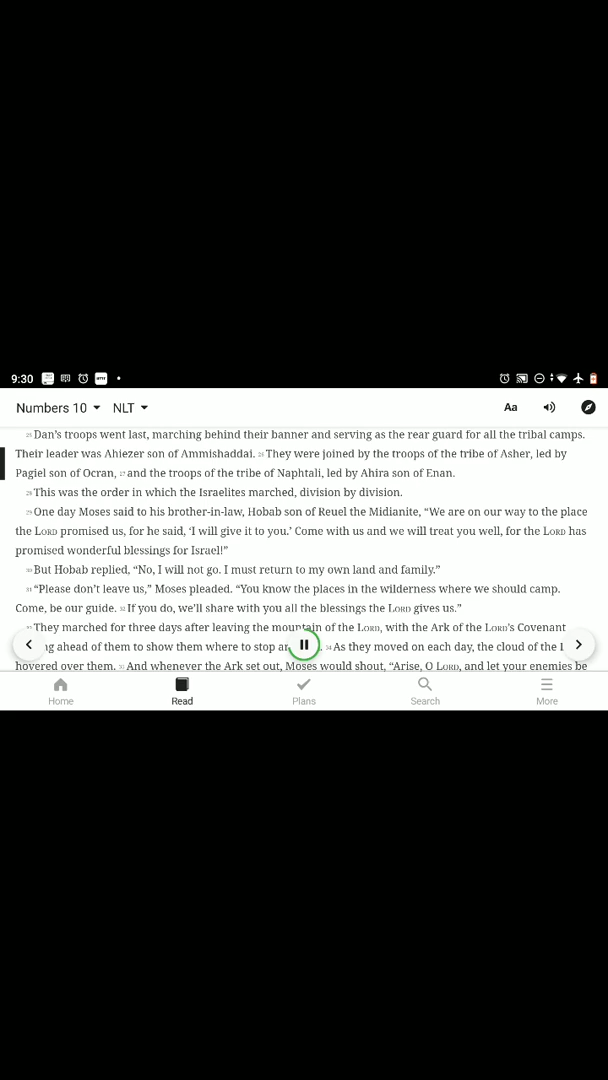 9:30
Numbers 10 NLT Aa
25 Dan's troops went last, marching behind their banner and serving as the rear guard for all the tribal camps.
Their leader was Ahiezer son of Ammishaddai. 26 They were joined by the troops of the tribe of Asher, led by
Pagiel son of Ocran, 27 and the troops of the tribe of Naphtali, led by Ahira son of Enan.
28 This was the order in which the Israelites marched, division by division.
29 One day Moses said to his brother-in-law, Hobab son of Reuel the Midianite, “We are on our way to the place
the LORD promised us, for he said, ‘I will give it to you.’ Come with us and we will treat you well, for the LORD has
promised wonderful blessings for Israel!”
30 But Hobab replied, “No, I will not go. I must return to my own land and family.”
31 “Please don’t leave us,” Moses pleaded. “You know the places in the wilderness where we should camp.
Come, be our guide. 32 If you do, we’ll share with you all the blessings the LORD gives us.”
33 They marched for three days after leaving the mountain of the LORD, with the Ark of the LORD’s Covenant
ahead of them to show them where to stop 34 As they moved on each day, the cloud of the
hovered over them. 35 And whenever the Ark set out, Moses would shout, “Arise, O LORD, and let your enemies be
Home Read Plans Search More